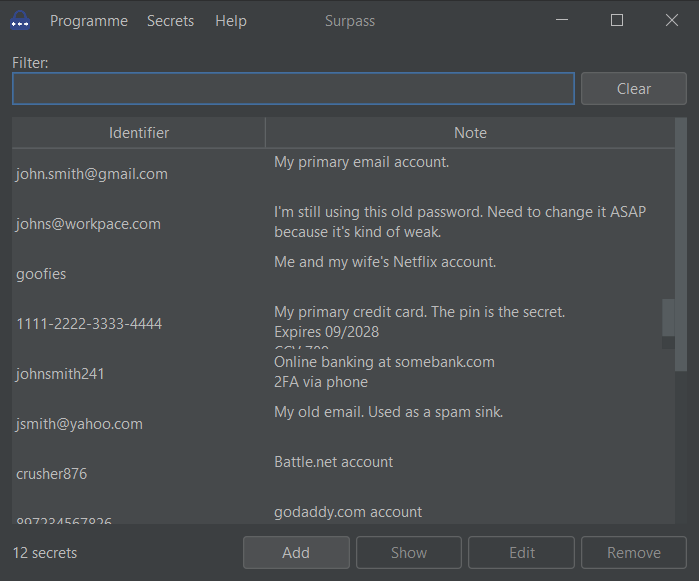 Programme Secrets Help Surpass
Filter:
Clear
Identifier Note
john.smith@gmail.com My primary email account.
johns@workpace.com I'm still using this old password. Need to change it ASAP
because it's kind of weak.
goofies Me and my wife's Netflix account.
1111-2222-3333-4444 My primary credit card. The pin is the secret.
Expires 09/2028
johnsmith241 Online banking at somebank.com
2FA via phone
jsmith@yahoo.com My old email. Used as a spam sink.
crusher876 Battle.net account
897234567826 godaddy.com account
12 secrets Add Show Edit Remove